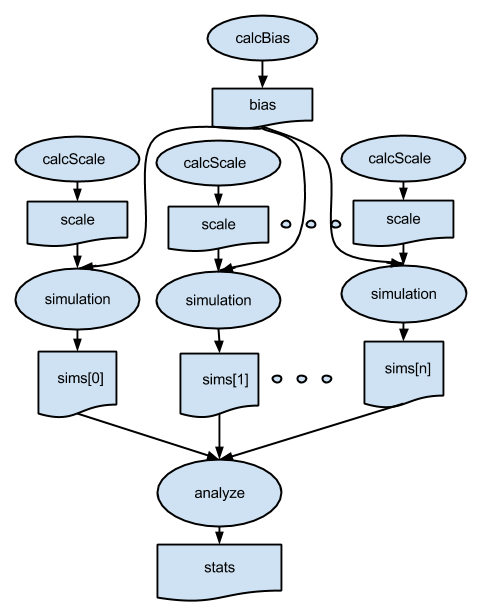 calcBias
bias
calcScale
calcScale
calcScale
scale
scale
scale
simulation
simulation
simulation
sims[0]
sims[1]
sims[n]
analyze
stats